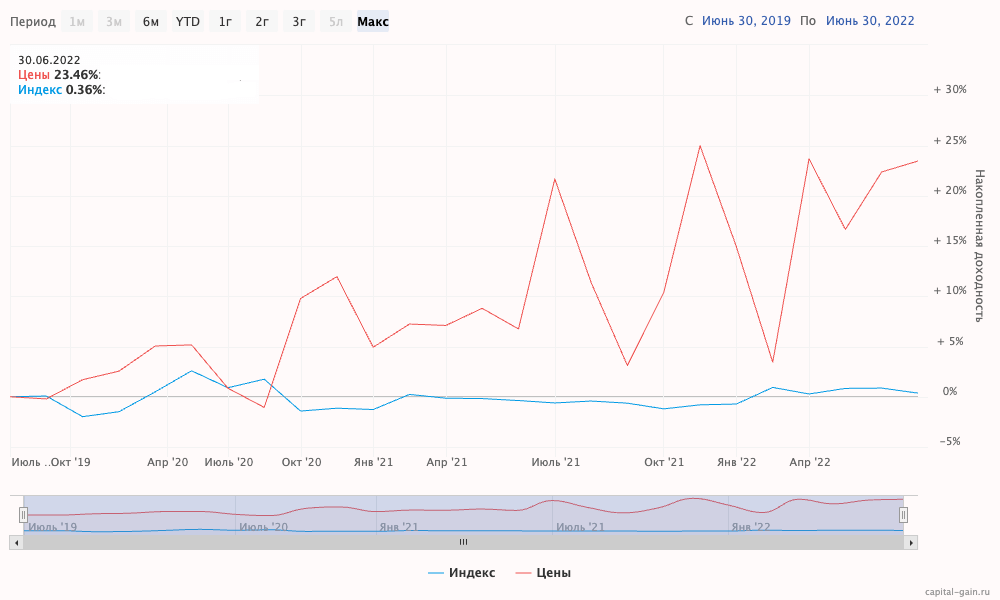 Период 1м 3м 6м YTD 1г 2г 3г 5л Макс С Июнь 30, 2019 По Июнь 30, 2022
30.06.2022
Цены 23.46%:
Индекс 0.36%:
+ 30%
+ 25%
+ 20%
+ 15%
+ 10%
+ 5%
0%
−5%
Накопленная доходность
Июль ..Окт '19 Апр '20 Июль '20 Окт '20 Янв '21 Апр '21 Июль '21 Окт '21 Янв '22 Апр '22
Июль '19 Июль '20 Янв '21 Июль '21 Янв '22
Индекс Цены
capital-gain.ru